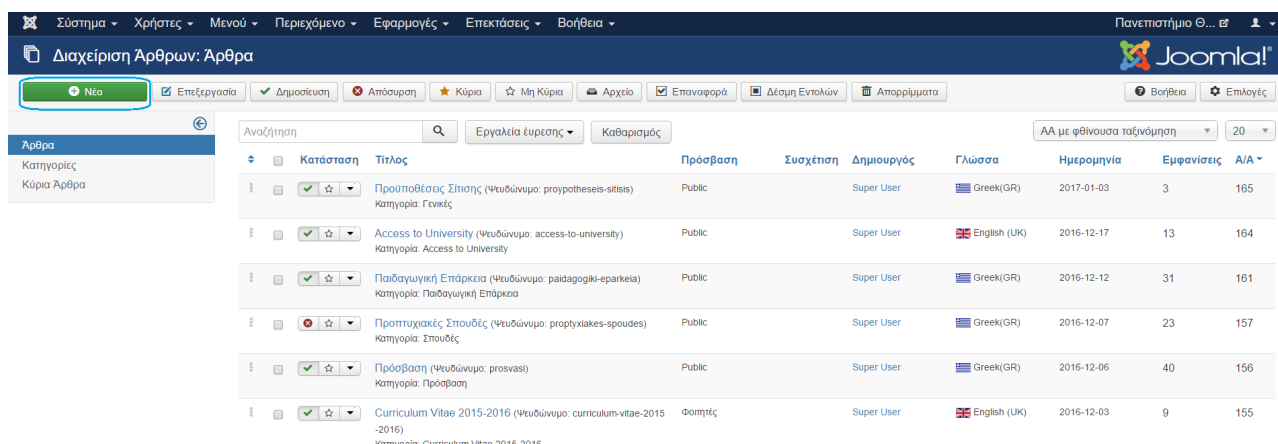 Σύστημα Χρήστες Μενού Περιεχόμενο Εφαρμογές Επεκτάσεις Βοήθεια Πανεπιστήμιο Θ...
Διαχείριση Άρθρων: Άρθρα Joomla!®
Νέο Επεξεργασία Δημοσίευση Απόσυρση Κύρια Μη Κύρια Αρχείο Επαναφορά Δέσμη Εντολών Απορρίμματα Βοήθεια Επιλογές
Άρθρα
Κατηγορίες
Κύρια Άρθρα
Αναζήτηση Εργαλεία έυρεσης Καθαρισμός ΑΑ με φθίνουσα ταξινόμηση 20
Κατάσταση Τίτλος Πρόσβαση Συσχέτιση Δημιουργός Γλώσσα Ημερομηνία Εμφανίσεις Α/Α
Προϋποθέσεις Σίτισης (Ψευδώνυμο: proypotheseis-sitisis) Public Super User Greek(GR) 2017-01-03 3 165
Κατηγορία: Γενικές
Access to University (Ψευδώνυμο: access-to-university) Public Super User English (UK) 2016-12-17 13 164
Κατηγορία: Access to University
Παιδαγωγική Επάρκεια (Ψευδώνυμο: paidagogiki-eparkeia) Public Super User Greek(GR) 2016-12-12 31 161
Κατηγορία: Παιδαγωγική Επάρκεια
Προπτυχιακές Σπουδές (Ψευδώνυμο: proptyxiakes-spoudes) Public Super User Greek(GR) 2016-12-07 23 157
Κατηγορία: Σπουδές
Πρόσβαση (Ψευδώνυμο: prosvasi) Public Super User Greek(GR) 2016-12-06 40 156
Κατηγορία: Πρόσβαση
Curriculum Vitae 2015-2016 (Ψευδώνυμο: curriculum-vitae-2015 Φοιτητές Super User English (UK) 2016-12-03 9 155
-2016)
Κατηγορία: Curriculum Vitae 2015-2016